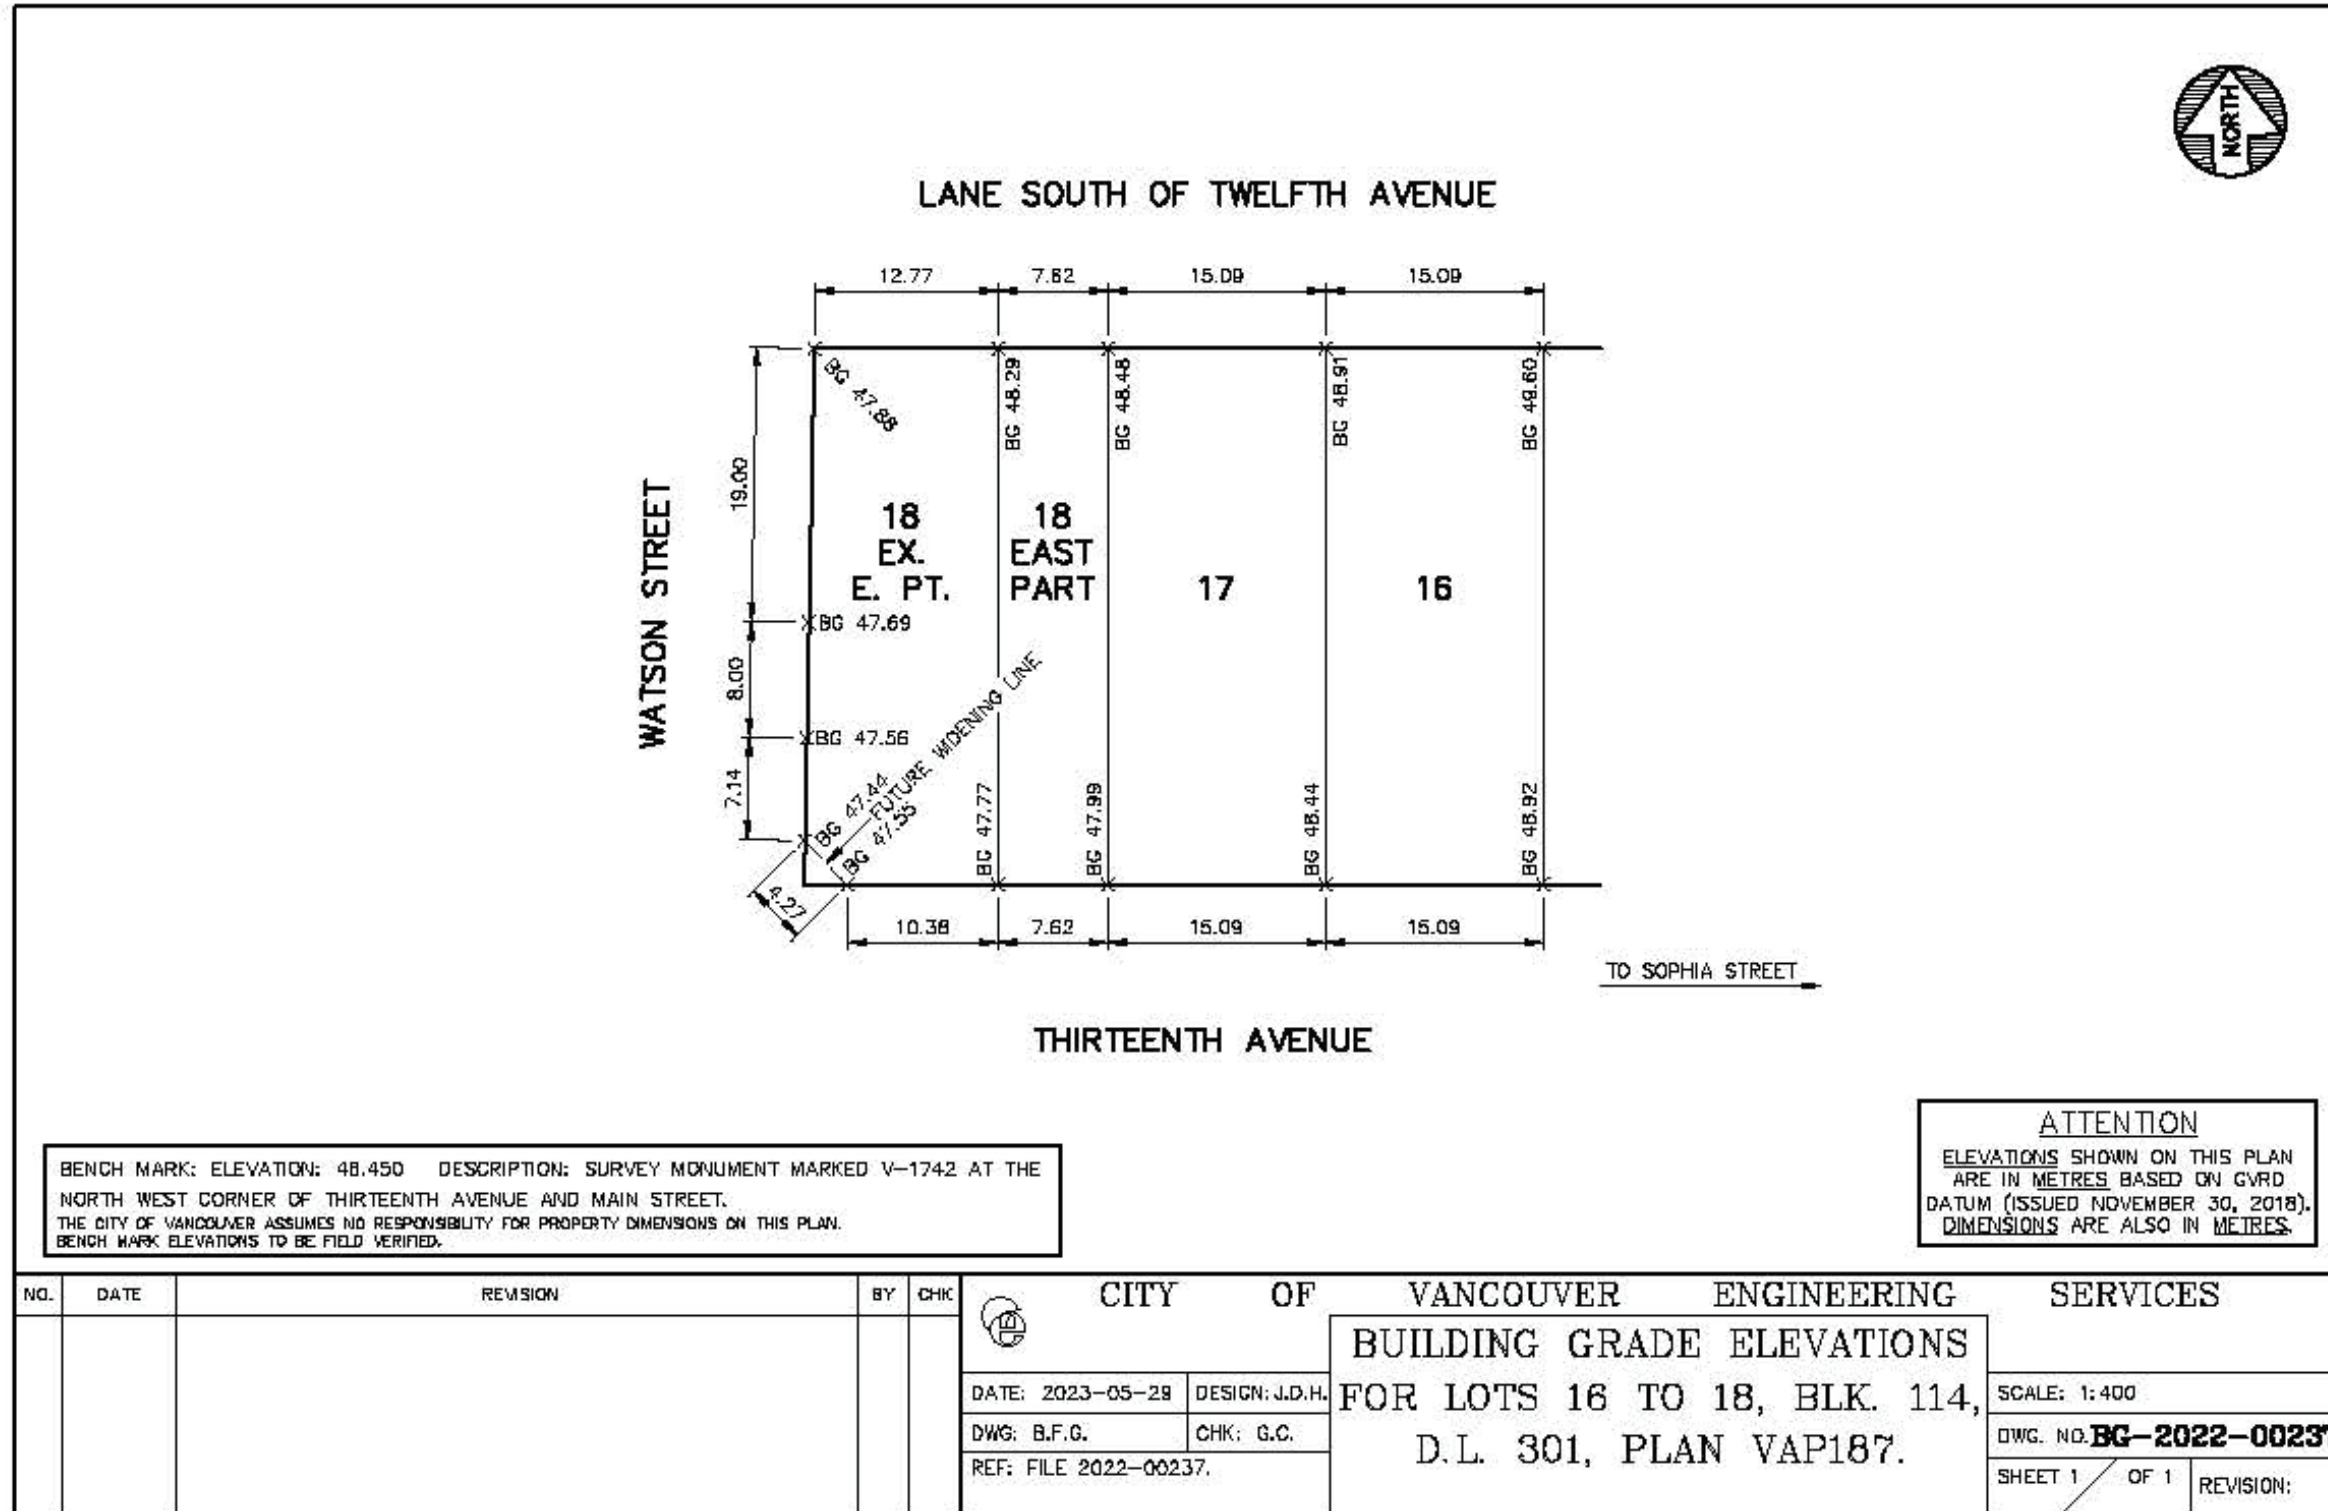 NORTH
LANE SOUTH OF TWELFTH AVENUE
12.77 7.62 15.09 15.09
BG 47.88
BG 48.29
BG 48.48
BG 48.91
BG 49.60
19.00
WATSON STREET
18
EX.
E. PT.
18
EAST
PART
17
16
BG 47.69
8.00
BG 47.56
FUTURE WIDENING LINE
7.14
BG 47.44
BG 47.55
BG 47.77
BG 47.99
BG 48.44
BG 48.92
4.27
10.38 7.62 15.09 15.09
TO SOPHIA STREET
THIRTEENTH AVENUE
BENCH MARK: ELEVATION: 48.450 DESCRIPTION: SURVEY MONUMENT MARKED V-1742 AT THE
NORTH WEST CORNER OF THIRTEENTH AVENUE AND MAIN STREET.
THE CITY OF VANCOUVER ASSUMES NO RESPONSIBILITY FOR PROPERTY DIMENSIONS ON THIS PLAN.
BENCH MARK ELEVATIONS TO BE FIELD VERIFIED.
ATTENTION
ELEVATIONS SHOWN ON THIS PLAN
ARE IN METRES BASED ON GVRD
DATUM (ISSUED NOVEMBER 30, 2018).
DIMENSIONS ARE ALSO IN METRES.
NO. DATE REVISION BY CHK
CITY OF VANCOUVER ENGINEERING SERVICES
BUILDING GRADE ELEVATIONS
FOR LOTS 16 TO 18, BLK. 114,
D.L. 301, PLAN VAP187.
DATE: 2023-05-29 DESIGN: J.D.H.
DWG: B.F.G. CHK: G.C.
REF: FILE 2022-00237.
SCALE: 1:400
DWG. NO. BG-2022-00237
SHEET 1 OF 1 REVISION: